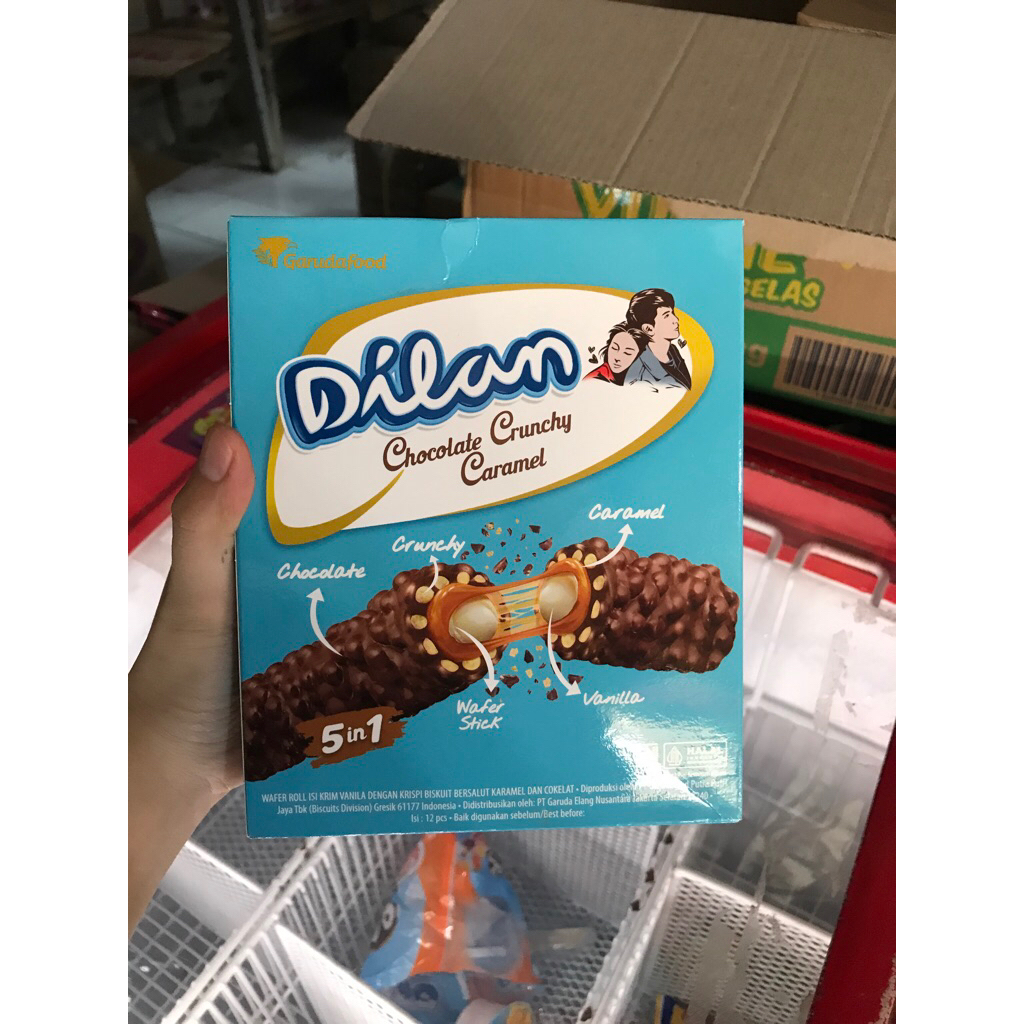 Garudafood
Dilan
Chocolate Crunchy
Caramel
Caramel
Crunchy
Chocolate
Wafer
Stick
Vanilla
5 in 1
HALAL
WAFER ROLL ISI KRIM VANILA DENGAN KRISPI BISKUIT BERSALUT KARAMEL DAN COKELAT • Diproduksi oleh
Jaya Tbk (Biscuits Division) Gresik 61177 Indonesia • Didistribusikan oleh: PT Garuda Elang Nusantara Jakarta
Isi : 12 pcs • Baik digunakan sebelum/Best before: